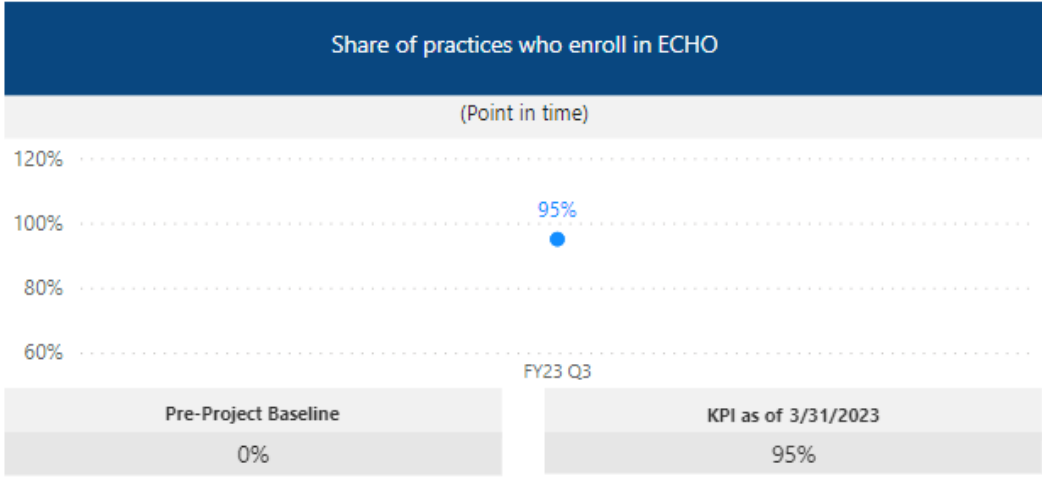 Share of practices who enroll in ECHO
(Point in time)
120%
95%
100%
80%
60%
FY23 Q3
Pre-Project Baseline
KPI as of 3/31/2023
0%
95%